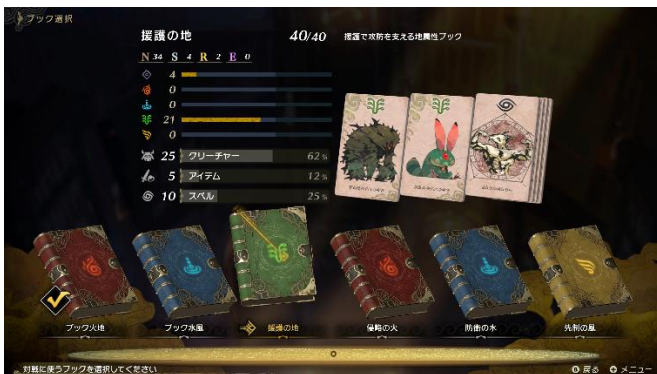 ブック選択
援護の地 40/40 援護で攻防を支える地属性ブック
N 34 S 4 R 2 E 0
4
0
0
21
0
25 クリーチャー 62%
5 アイテム 12%
10 スペル 25%
ブック火地 ブック水風 援護の地 侵略の火 防衛の水 先制の風
対戦に使うブックを選択してください 戻る メニュー